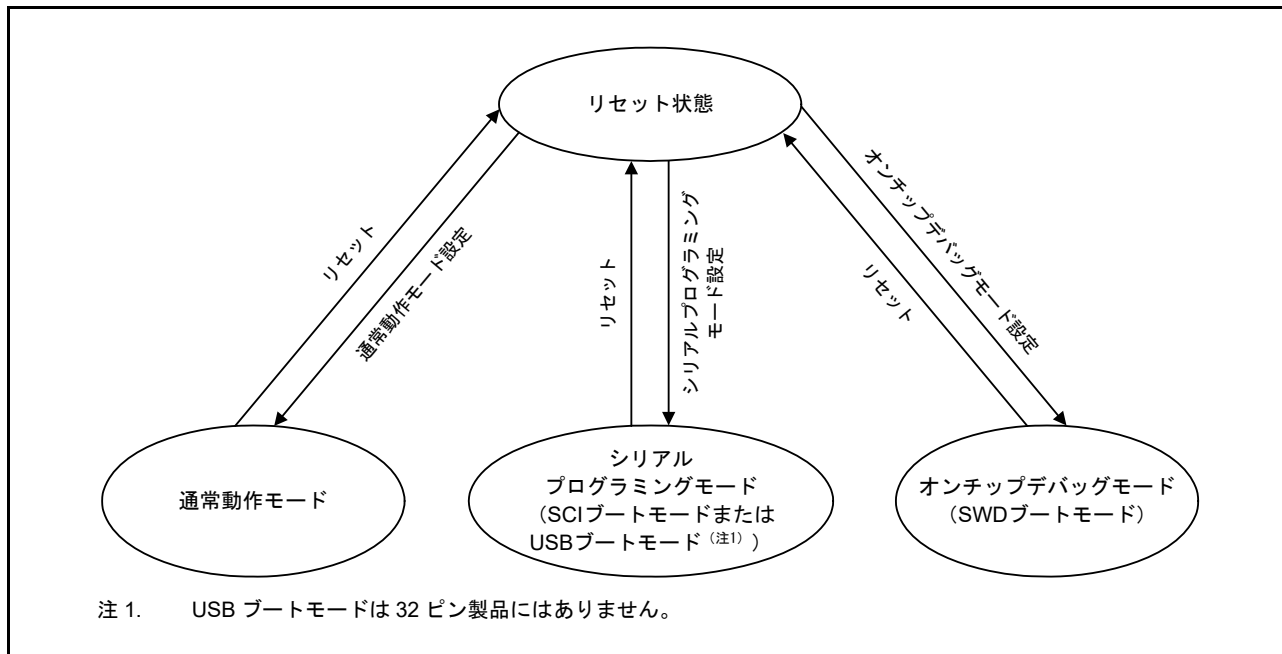 リセット状態
リセット
通常動作モード設定
リセット
シリアルプログラミング
モード設定
オンチップデバッグモード設定
リセット
通常動作モード
シリアル
プログラミングモード
（SCIブートモードまたは
USBブートモード（注1））
オンチップデバッグモード
（SWDブートモード）
注 1. USB ブートモードは 32 ピン製品にはありません。